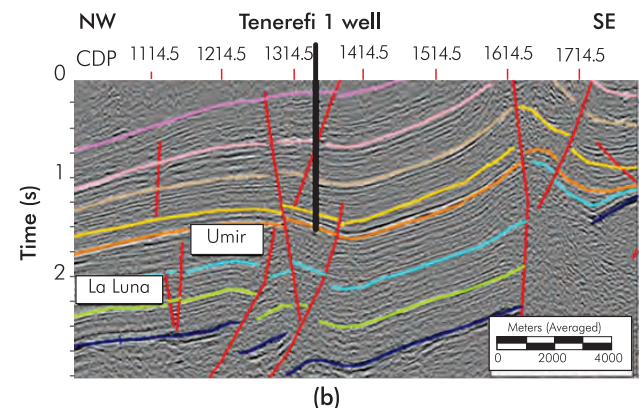 NW Tenerefi 1 well SE
CDP 1114.5 1214.5 1314.5 1414.5 1514.5 1614.5 1714.5
0
1
Time (s)
Umir
2
La Luna
Meters (Averaged)
0 2000 4000
(b)